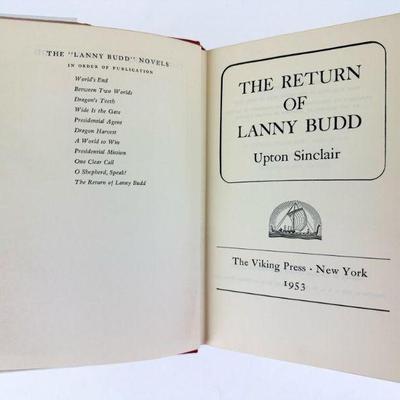 THE "LANNY BUDD" NOVELS
IN ORDER OF PUBLICATION
World's End
Between Two Worlds
Dragon's Teeth
Wide Is the Gate
Presidential Agent
Dragon Harvest
A World to Win
Presidential Mission
One Clear Call
O Shepherd, Speak!
The Return of Lanny Budd
THE RETURN
OF
LANNY BUDD
Upton Sinclair
The Viking Press · New York
1953